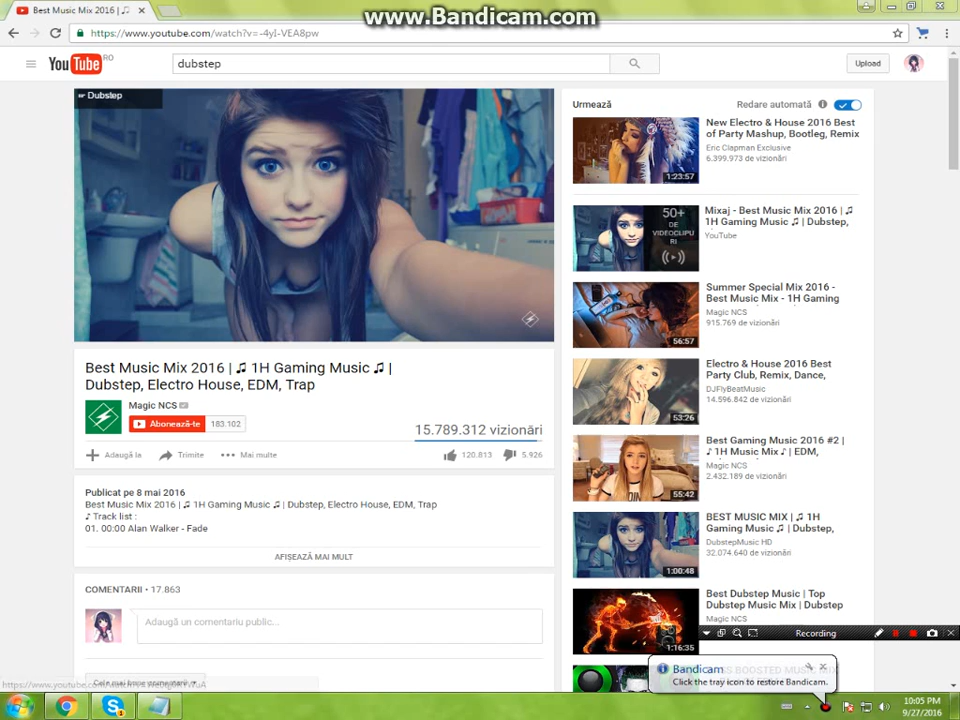 www.Bandicam.com
Best Music Mix 2016 | ♫
https://www.youtube.com/watch?v=-4yI-VEA8pw
YouTube RO
dubstep
Upload
Dubstep
Best Music Mix 2016 | ♫ 1H Gaming Music ♫ |
Dubstep, Electro House, EDM, Trap
Magic NCS
Abonează-te 183.102
15.789.312 vizionări
Adaugă la Trimite Mai multe 120.813 5.926
Publicat pe 8 mai 2016
Best Music Mix 2016 | ♫ 1H Gaming Music ♫ | Dubstep, Electro House, EDM, Trap
♪ Track list :
01. 00:00 Alan Walker - Fade
AFIȘEAZĂ MAI MULT
COMENTARII • 17.863
Adaugă un comentariu public...
Urmează
Redare automată
New Electro & House 2016 Best
of Party Mashup, Bootleg, Remix
Eric Clapman Exclusive
6.399.973 de vizionări
1:23:57
50+
DE
VIDEOCLIPU
RI
Mixaj - Best Music Mix 2016 | ♫
1H Gaming Music ♫ | Dubstep,
YouTube
Summer Special Mix 2016 -
Best Music Mix - 1H Gaming
Magic NCS
915.769 de vizionări
56:57
Electro & House 2016 Best
Party Club, Remix, Dance,
DJFlyBeatMusic
14.596.842 de vizionări
53:26
Best Gaming Music 2016 #2 |
♪ 1H Music Mix ♪ | EDM,
Magic NCS
2.432.189 de vizionări
55:42
BEST MUSIC MIX | ♫ 1H
Gaming Music ♫ | Dubstep,
DubstepMusic HD
32.074.640 de vizionări
1:00:48
Best Dubstep Music | Top
Dubstep Music Mix | Dubstep
Magic NCS
1:16:35
Recording
BOOSTED MUSIC
Bandicam
Click the tray icon to restore Bandicam.
10:05 PM
9/27/2016